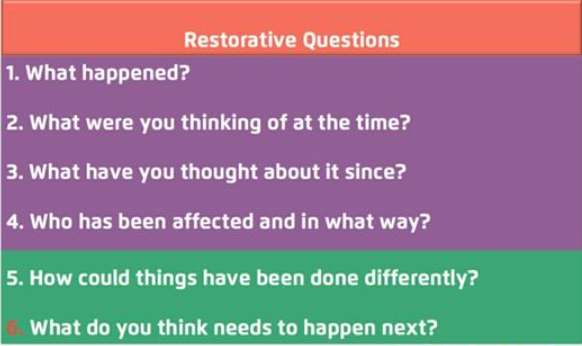 Restorative Questions
1. What happened?
2. What were you thinking of at the time?
3. What have you thought about it since?
4. Who has been affected and in what way?
5. How could things have been done differently?
6. What do you think needs to happen next?